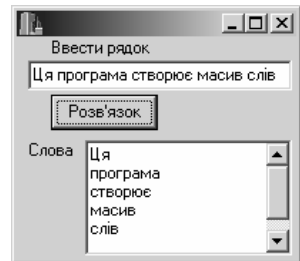 Ввести рядок
Ця програма створює масив слів
Розв'язок
Слова
Ця
програма
створює
масив
слів